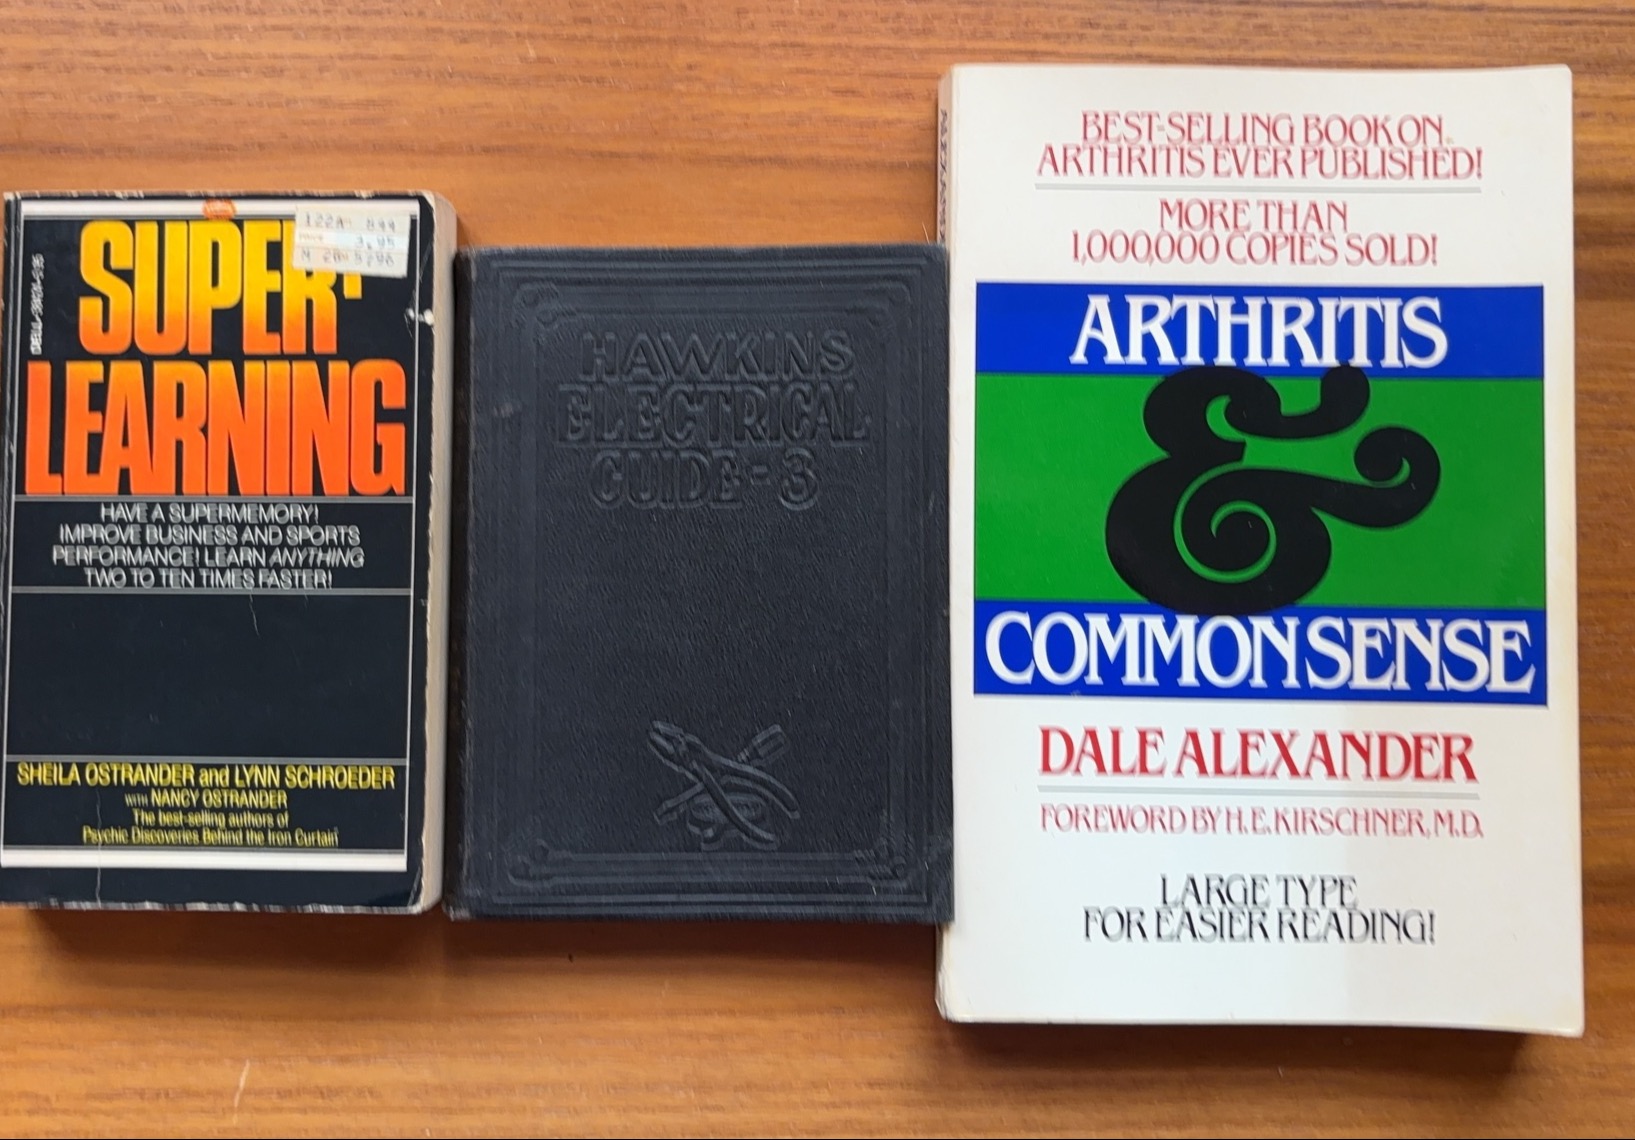 SUPER-
LEARNING
HAVE A SUPERMEMORY!
IMPROVE BUSINESS AND SPORTS
PERFORMANCE! LEARN ANYTHING
TWO TO TEN TIMES FASTER!
SHEILA OSTRANDER and LYNN SCHROEDER
WITH NANCY OSTRANDER
The best-selling authors of
Psychic Discoveries Behind the Iron Curtain
HAWKINS
ELECTRICAL
GUIDE-3
BEST-SELLING BOOK ON
ARTHRITIS EVER PUBLISHED!
MORE THAN
1,000,000 COPIES SOLD!
ARTHRITIS
&
COMMON SENSE
DALE ALEXANDER
FOREWORD BY H. E. KIRSCHNER, M.D.
LARGE TYPE
FOR EASIER READING!